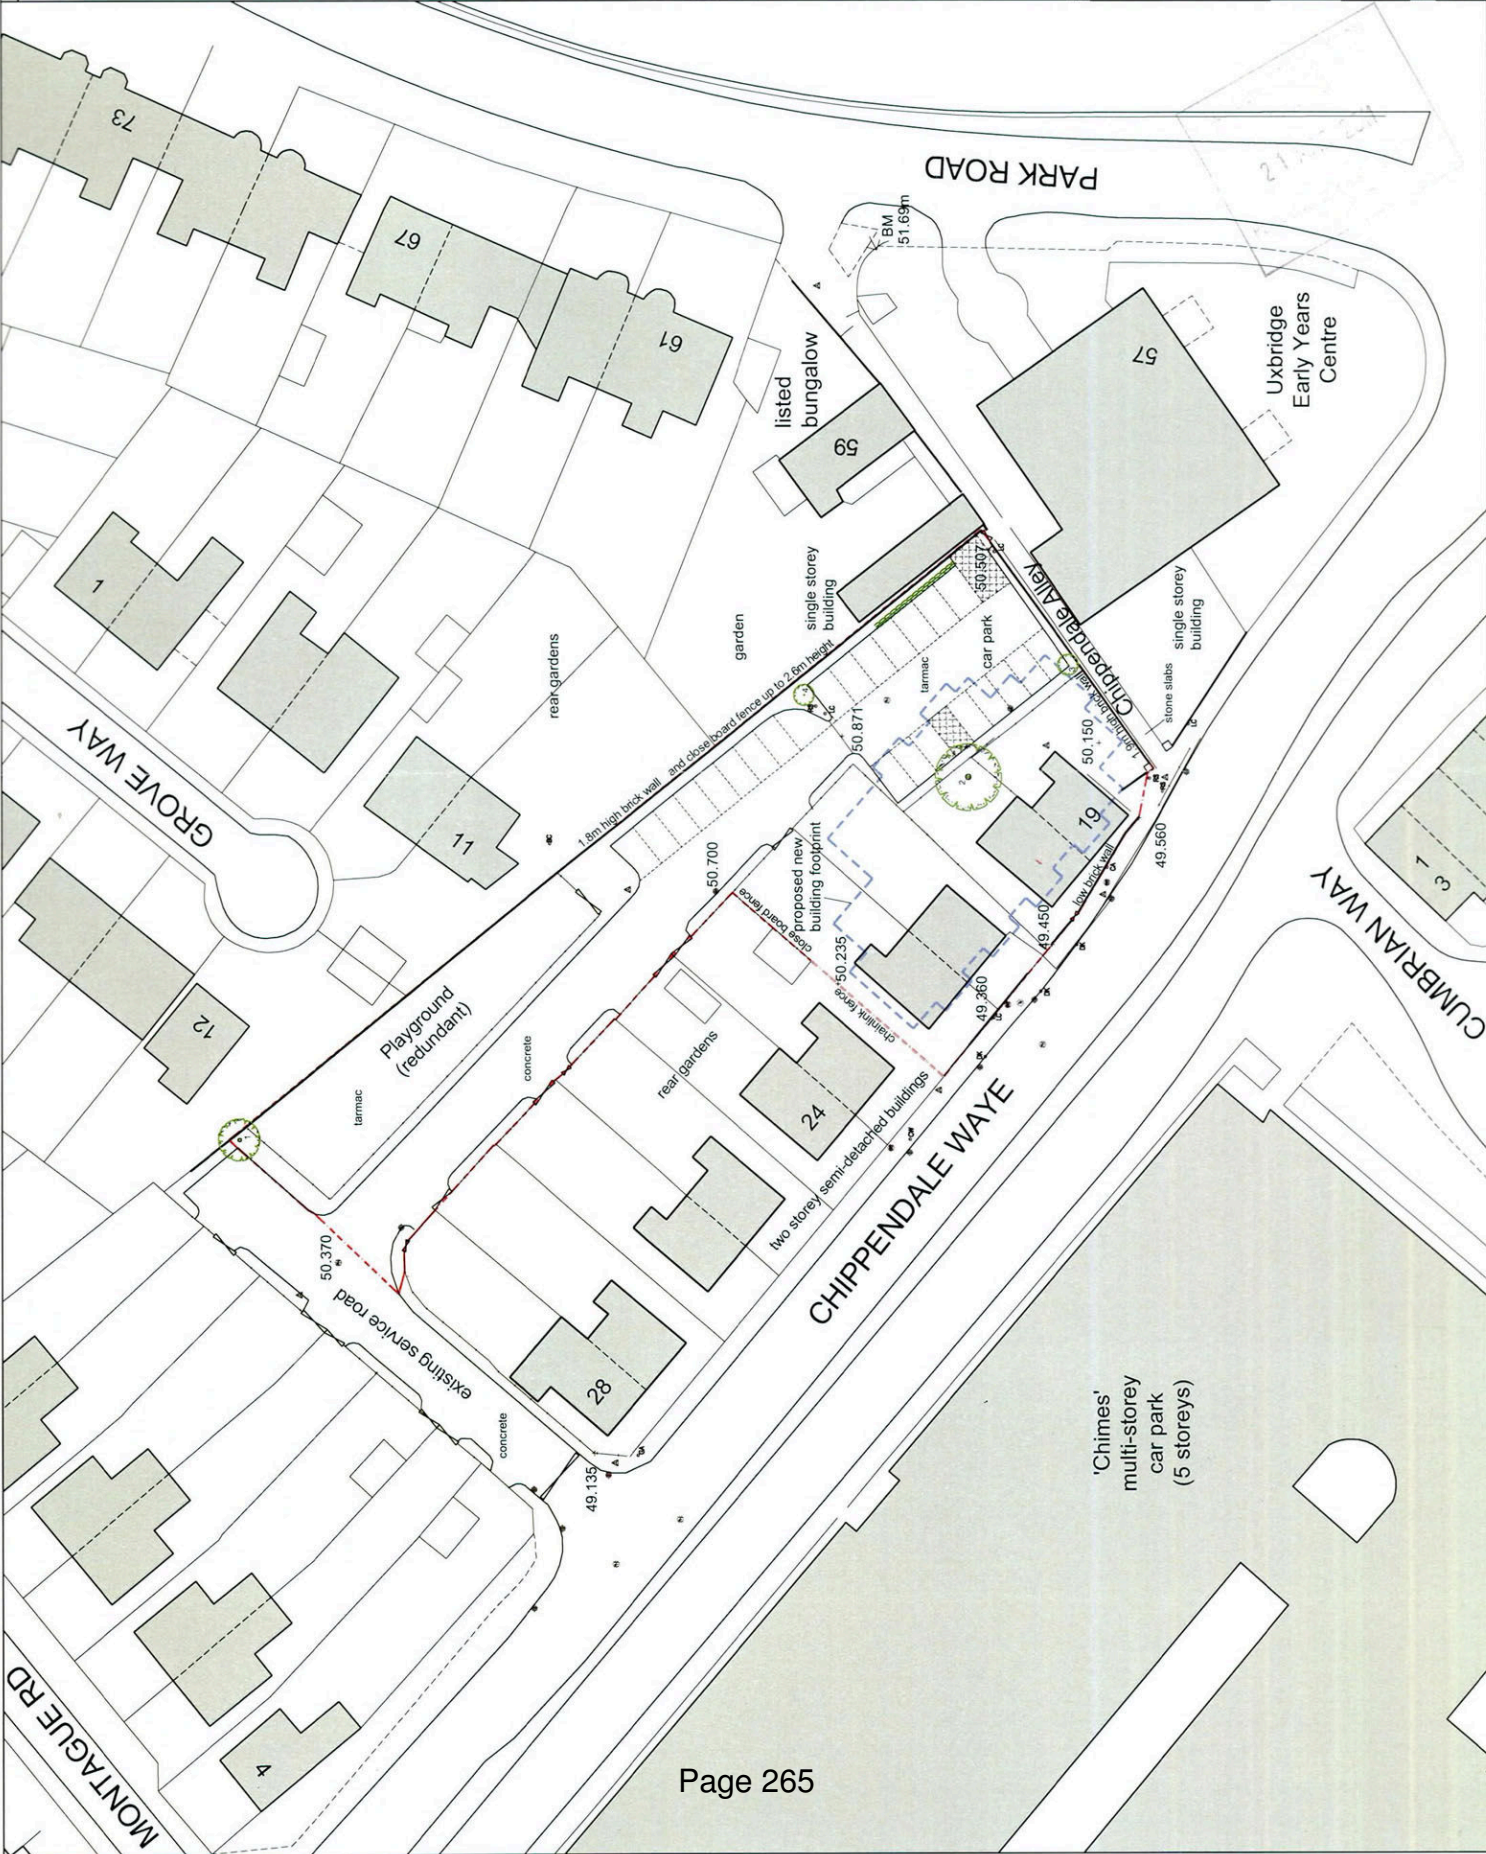 73
PARK ROAD
67
BM
51.69m
61
listed
bungalow
57
Uxbridge
Early Years
Centre
59
1
single storey
building
50.507
Chippendale Alley
rear gardens
garden
car park
tarmac
single storey
building
stone slabs
GROVE WAY
1.8m high brick wall and close board fence up to 2.6m height
50.871
1.9m high brick wall
50.150
11
19
50.700
proposed new
building footprint
close board fence
low brick wall
49.560
1
3
CUMBRIAN WAY
49.450
50.235
49.360
chainlink fence
12
Playground
(redundant)
concrete
rear gardens
tarmac
24
two storey semi-detached buildings
CHIPPENDALE WAYE
50.370
existing service road
28
concrete
49.135
'Chimes'
multi-storey
car park
(5 storeys)
MONTAGUE RD
4
Page 265